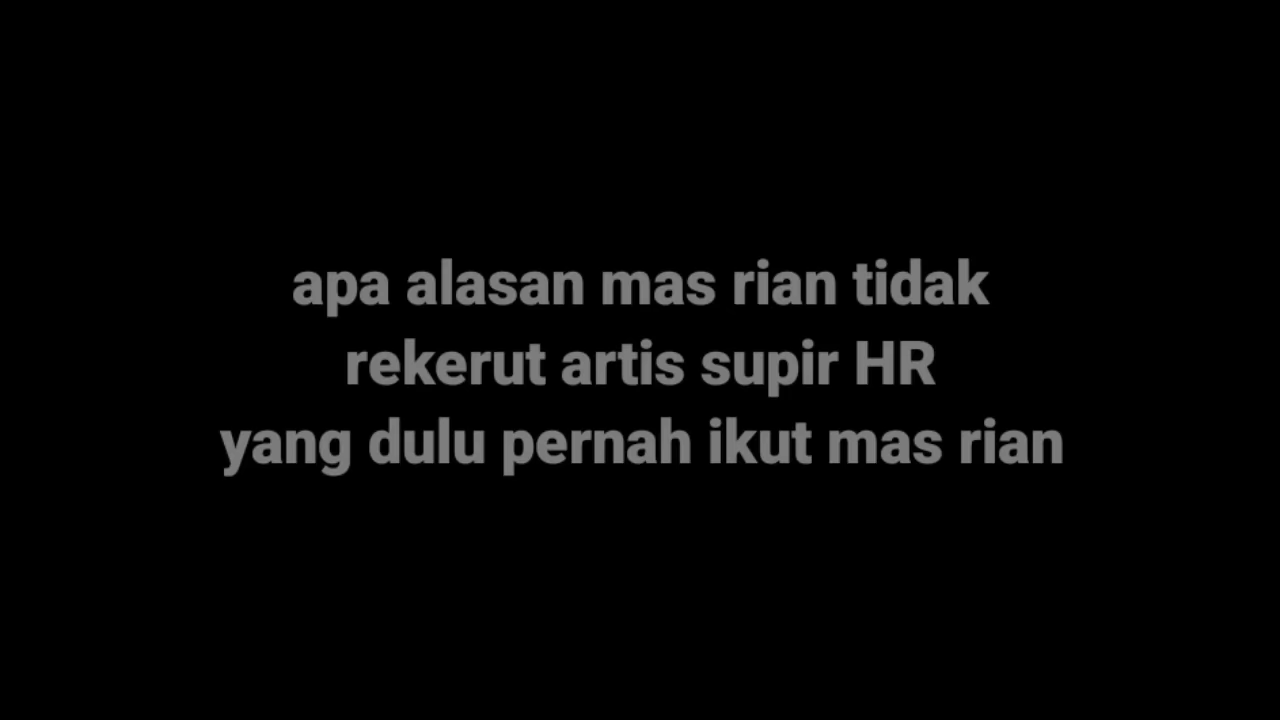 apa alasan mas rian tidak
rekerut artis supir HR
yang dulu pernah ikut mas rian